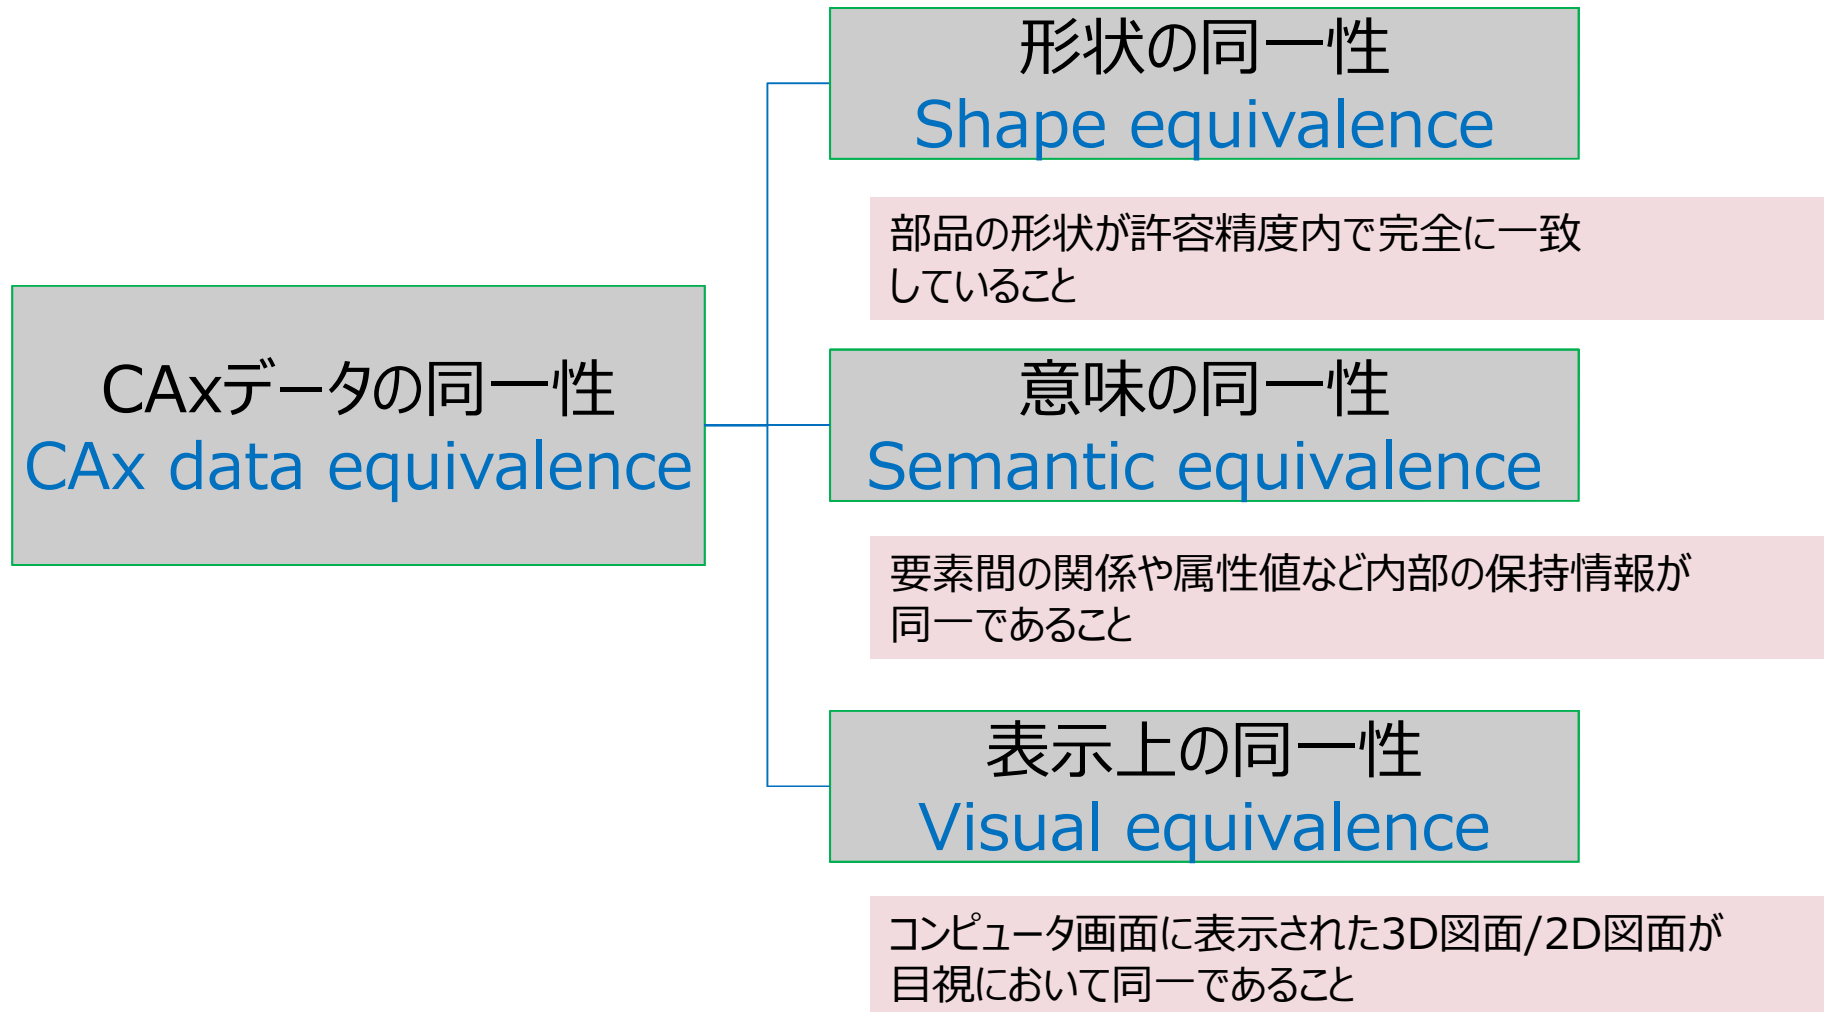 形状の同一性
Shape equivalence
部品の形状が許容精度内で完全に一致
していること
CAxデータの同一性
CAx data equivalence
意味の同一性
Semantic equivalence
要素間の関係や属性値など内部の保持情報が
同一であること
表示上の同一性
Visual equivalence
コンピュータ画面に表示された3D図面/2D図面が
目視において同一であること